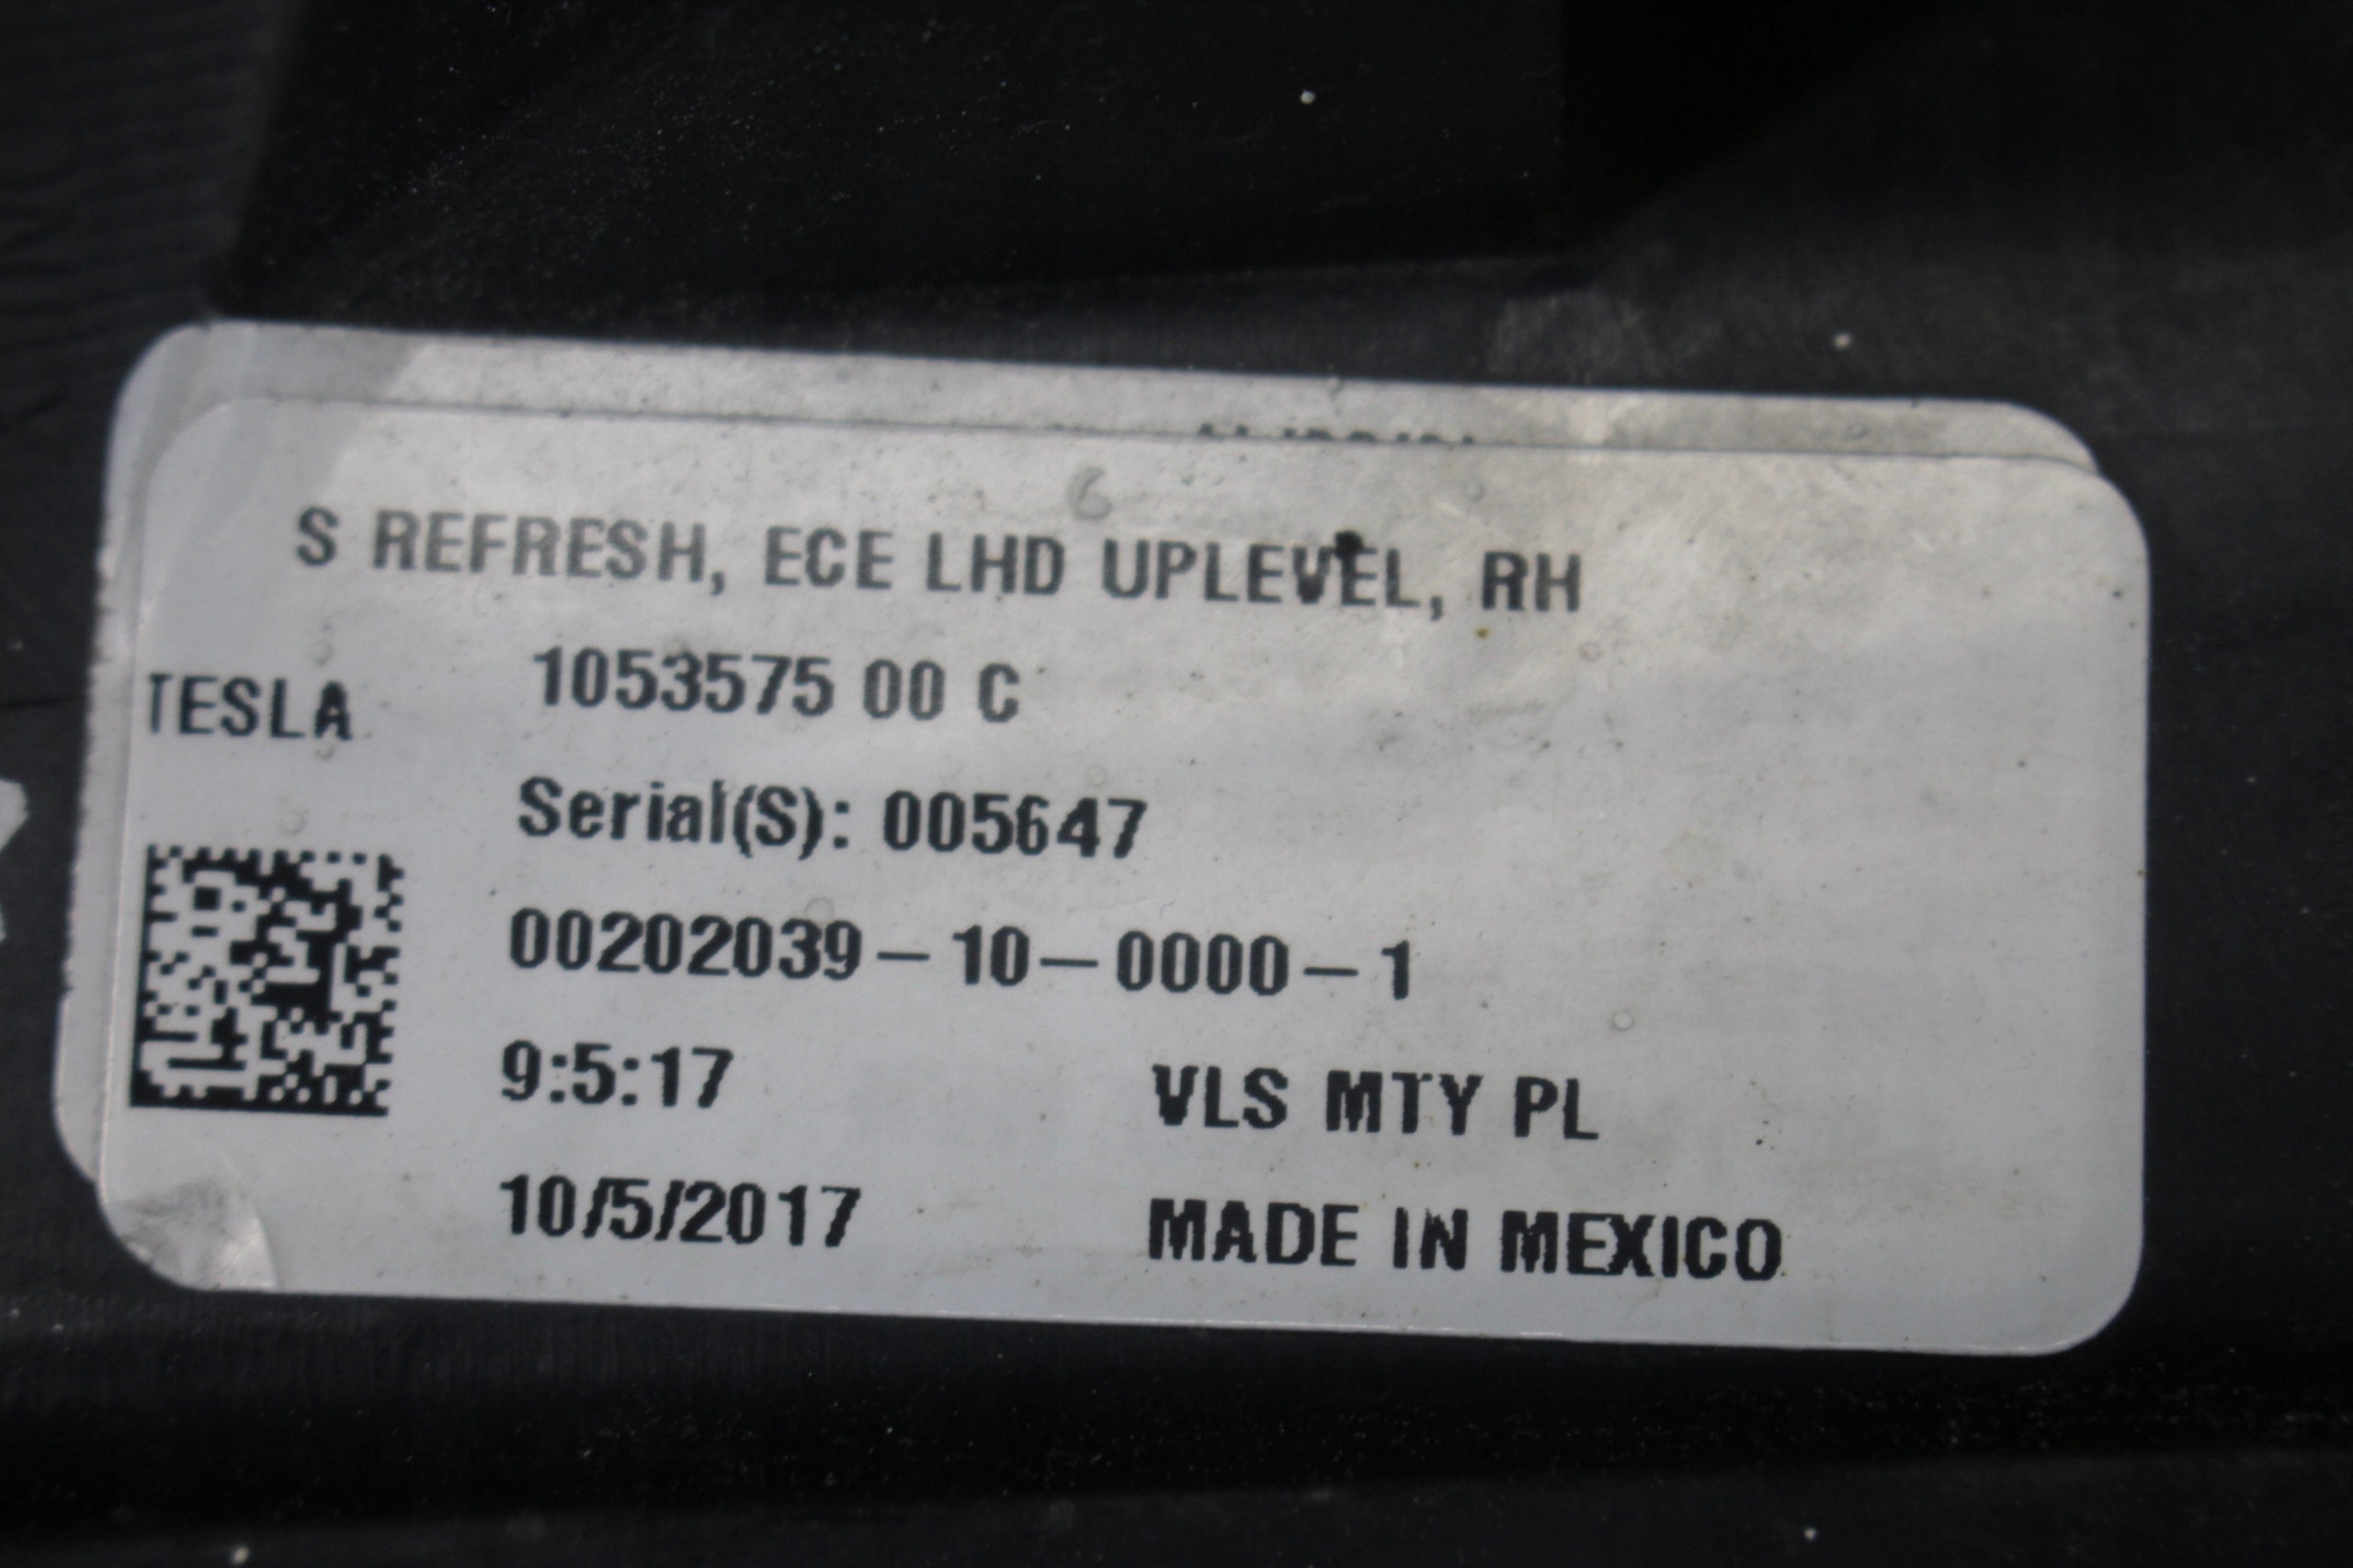 6
S REFRESH, ECE LHD UPLEVEL, RH
1053575 00 C
TESLA
Serial(S): 005647
00202039-10-0000-1
9:5:17 VLS MTY PL
10/5/2017 MADE IN MEXICO